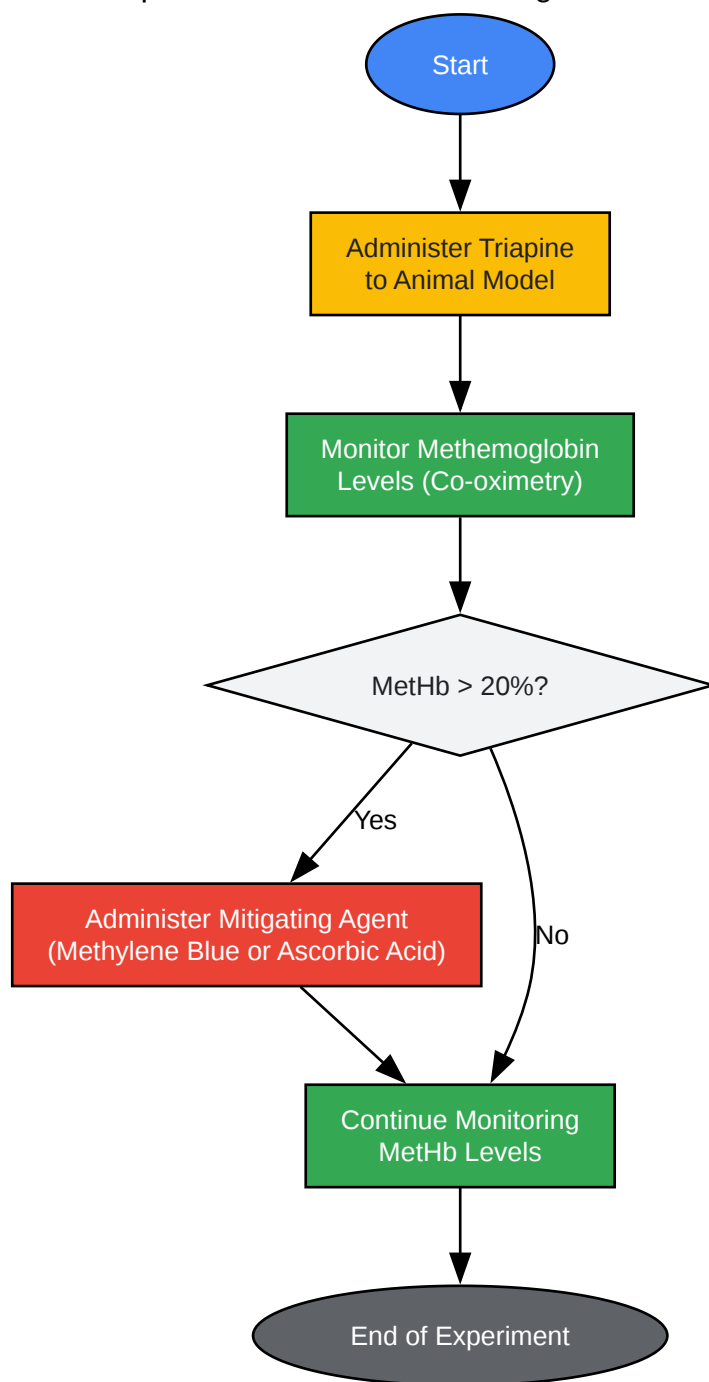 Start
Administer Triapine
to Animal Model
Monitor Methemoglobin
Levels (Co-oximetry)
MetHb > 20%?
Yes
Administer Mitigating Agent
(Methylene Blue or Ascorbic Acid)
No
Continue Monitoring
MetHb Levels
End of Experiment